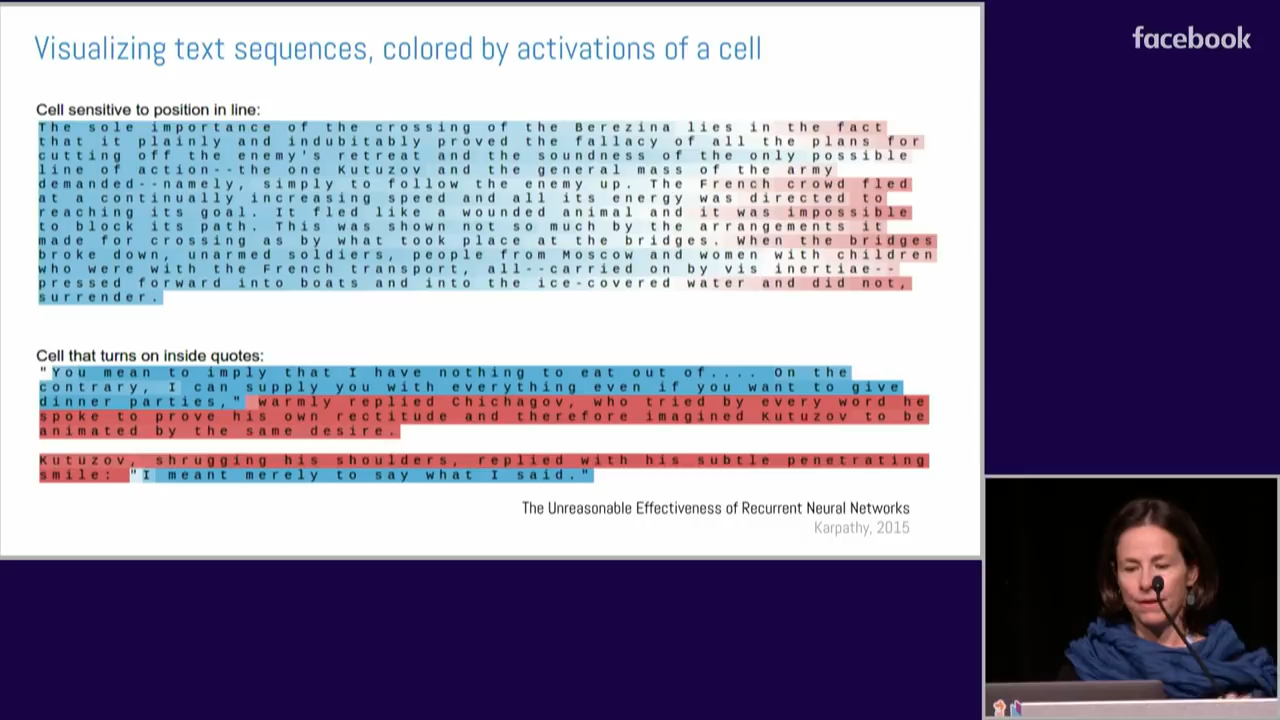 Visualizing text sequences, colored by activations of a cell
facebook
Cell sensitive to position in line:
The sole importance of the crossing of the Berezina lies in the fact
that it plainly and indubitably proved the fallacy of all the plans for
cutting off the enemy's retreat and the soundness of the only possible
line of action--the one Kutuzov and the general mass of the army
demanded--namely, simply to follow the enemy up. The French crowd fled
at a continually increasing speed and all its energy was directed to
reaching its goal. It fled like a wounded animal and it was impossible
to block its path. This was shown not so much by the arrangements it
made for crossing as by what took place at the bridges. When the bridges
broke down, unarmed soldiers, people from Moscow and women with children
who were with the French transport, all--carried on by vis inertiae--
pressed forward into boats and into the ice-covered water and did not,
surrender.
Cell that turns on inside quotes:
"You mean to imply that I have nothing to eat out of.... On the
contrary, I can supply you with everything even if you want to give
dinner parties," warmly replied Chichagov, who tried by every word he
spoke to prove his own rectitude and therefore imagined Kutuzov to be
animated by the same desire.
Kutuzov, shrugging his shoulders, replied with his subtle penetrating
smile: "I meant merely to say what I said."
The Unreasonable Effectiveness of Recurrent Neural Networks
Karpathy, 2015